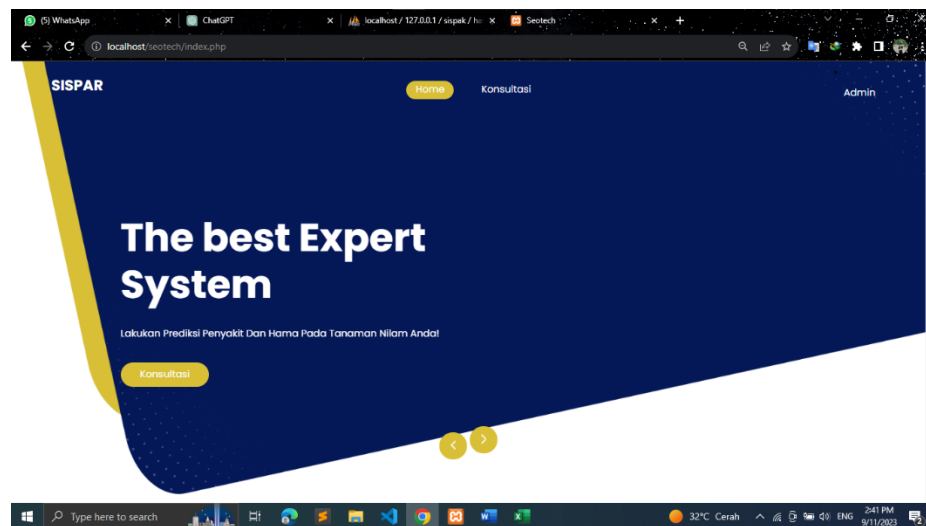 (5) WhatsApp
ChatGPT
localhost / 127.0.0.1 / sispak / ha
Seotech
localhost/seotech/index.php
SISPAR
Home
Konsultasi
Admin
The best Expert
System
Lakukan Prediksi Penyakit Dan Hama Pada Tanaman Nilam Anda!
Konsultasi
Type here to search
32°C Cerah
ENG
2:41 PM
9/11/2023